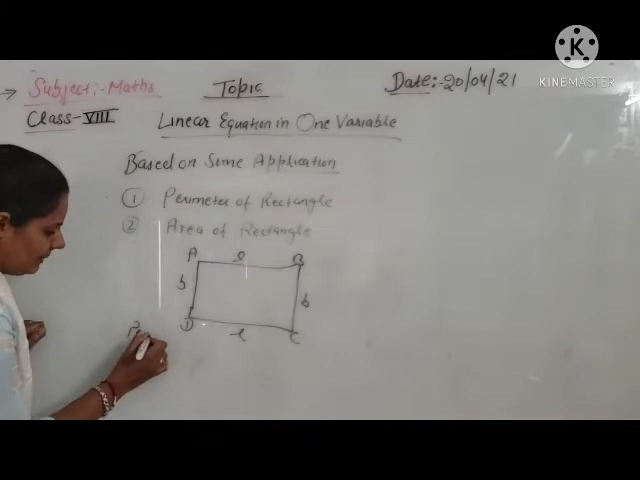 → Subject:- Maths Topic Date:-20/04/21
Class-VIII Linear Equation in One Variable
Based on Some Application
① Perimeter of Rectangle
② Area of Rectangle
A l B
b b
D l C
Pe
K
KINEMASTER